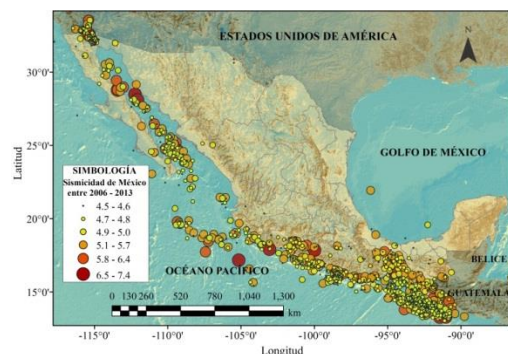 ESTADOS UNIDOS DE AMÉRICA
30°0'
25°0'
20°0'
15°0'
Latitud
GOLFO DE MÉXICO
SIMBOLOGÍA
Sismicidad de México
entre 2006 - 2013
4.5 - 4.6
4.7 - 4.8
4.9 - 5.0
5.1 - 5.7
5.8 - 6.4
6.5 - 7.4
OCÉANO PACÍFICO
BELICE
GUATEMALA
0 130 260 520 780 1,040 1,300
km
-115°0' -110°0' -105°0' -100°0' -95°0' -90°0'
Longitud